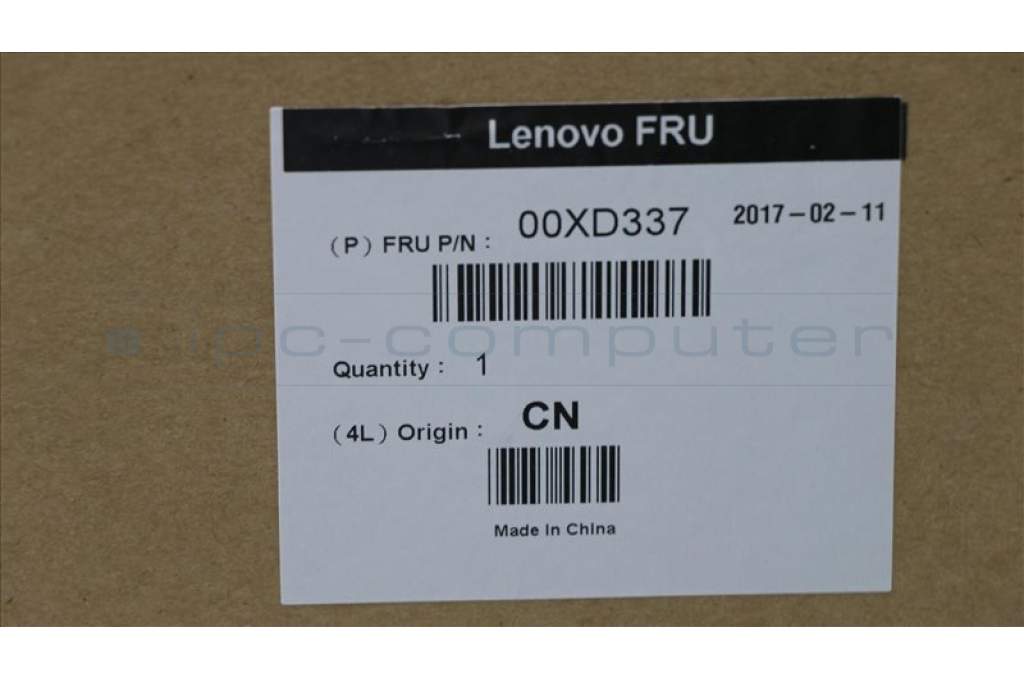 Lenovo FRU
(P) FRU P/N : 00XD337 2017-02-11
ipc-computer
Quantity : 1
(4L) Origin : CN
Made In China